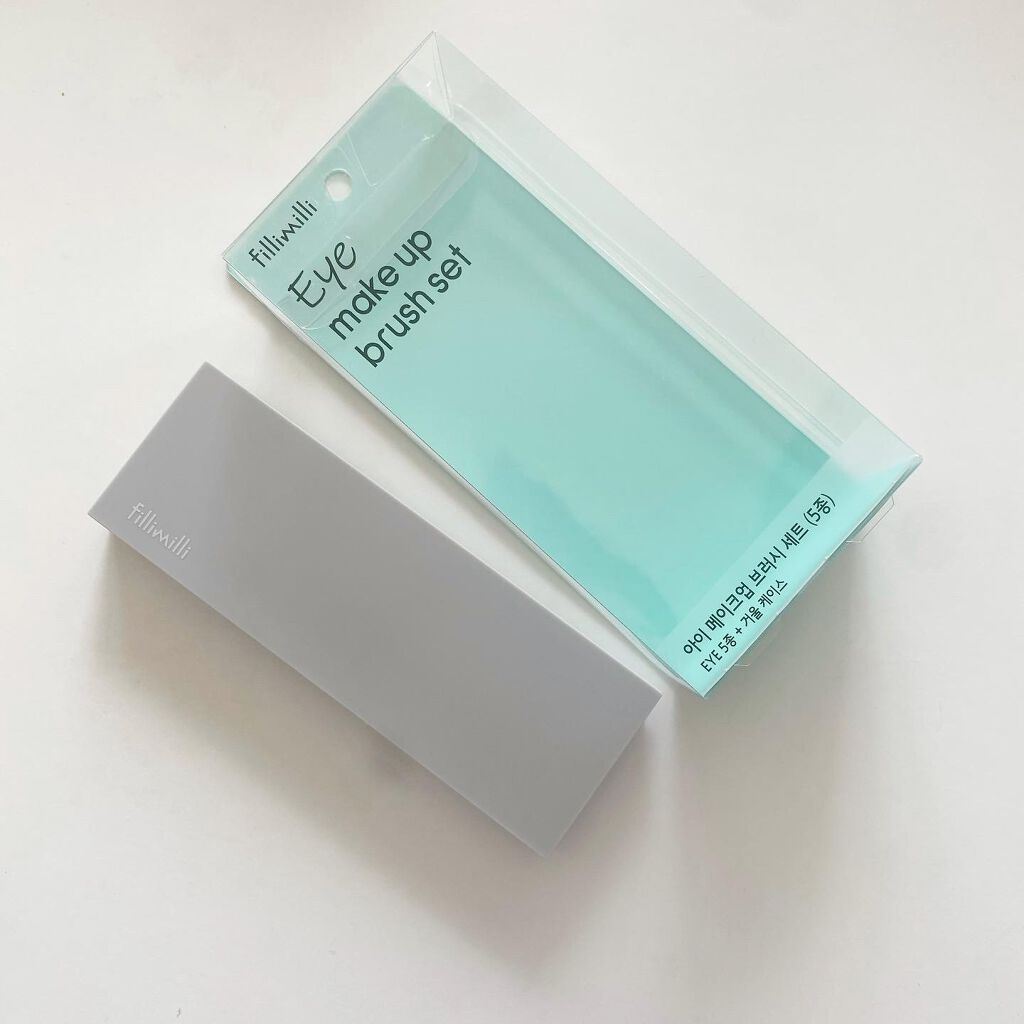 fillimilli
Eye
make up
brush set
아이 메이크업 브러시 세트 (5종)
EYE 5종 + 거울 케이스
fillimilli